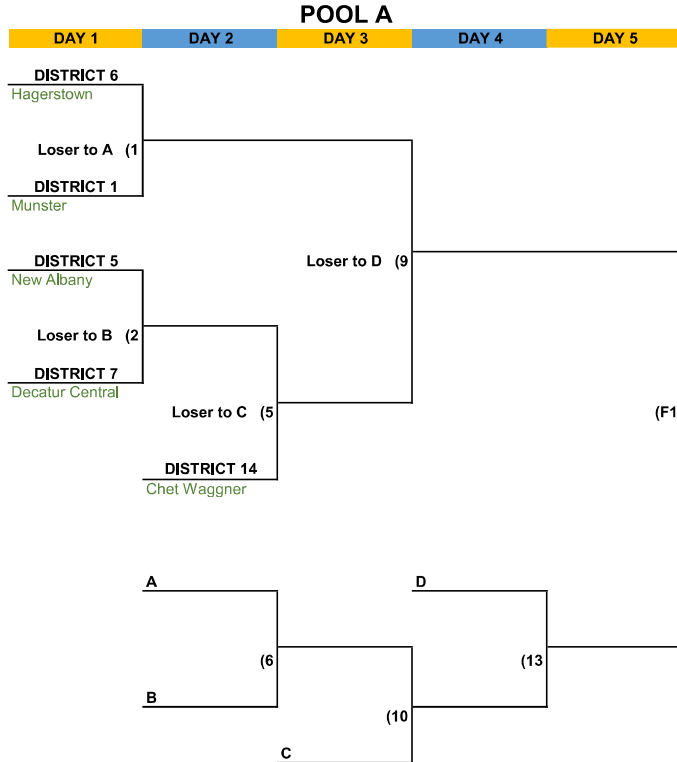 POOL A
DAY 1 DAY 2 DAY 3 DAY 4 DAY 5
DISTRICT 6
Hagerstown
Loser to A (1
DISTRICT 1
Munster
DISTRICT 5
New Albany
Loser to D (9
Loser to B (2
DISTRICT 7
Decatur Central
Loser to C (5
(F1
DISTRICT 14
Chet Waggner
A
D
(6
(13
B
(10
C